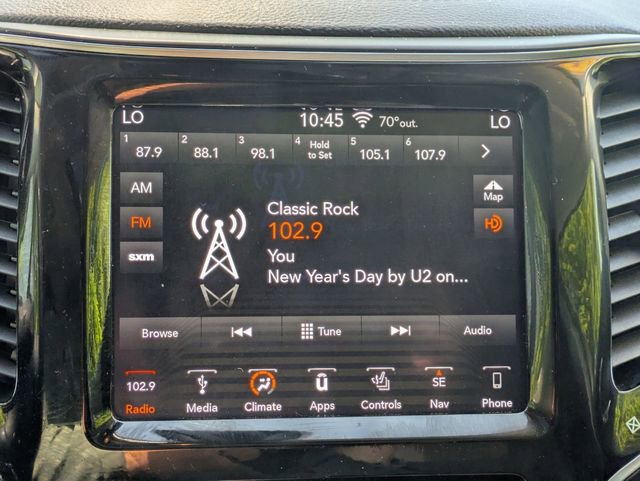 LO 10:45 70°out. LO
1 87.9 2 88.1 3 98.1 4 Hold to Set 5 105.1 6 107.9
AM
FM
sxm
Map
HD
Classic Rock
102.9
You
New Year's Day by U2 on...
Browse Tune Audio
102.9 SE
Radio Media Climate Apps Controls Nav Phone